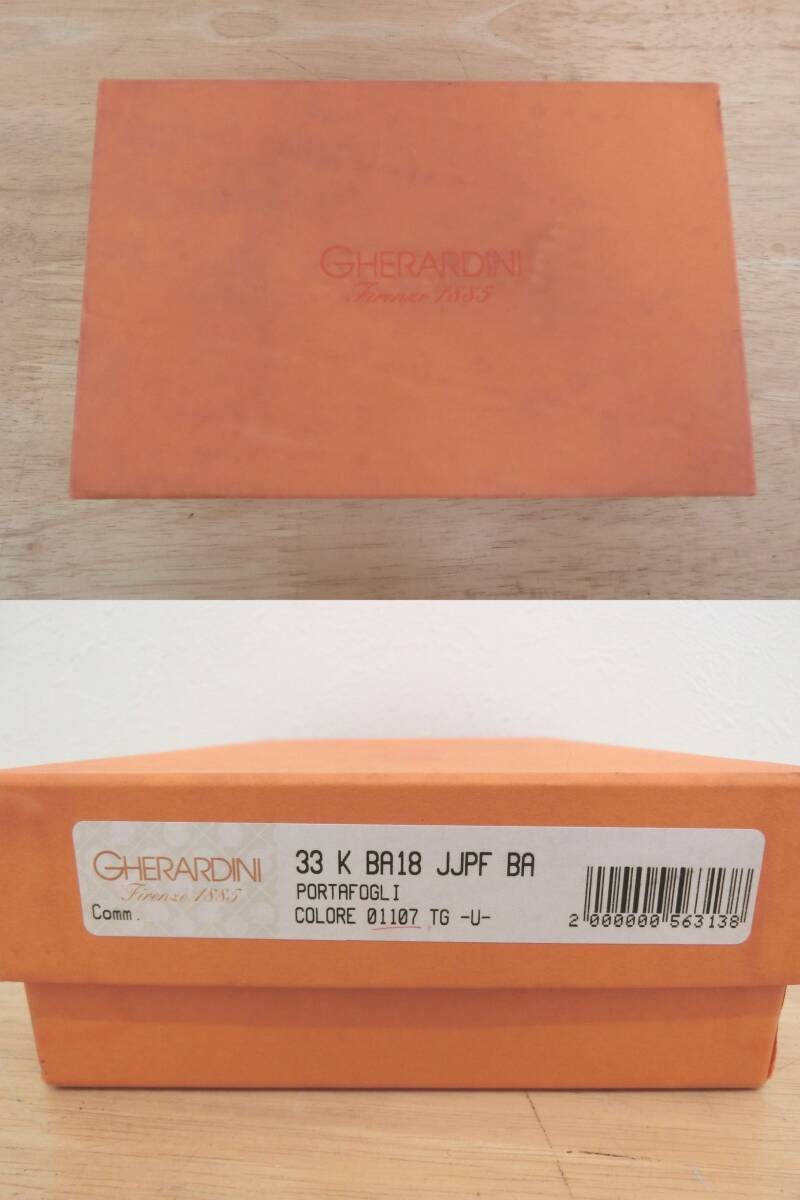 GHERARDINI
Firenze 1885
GHERARDINI
Firenze 1885
Comm.
33 K BA18 JJPF BA
PORTAFOGLI
COLORE 01107 TG -U-
2 000000 563138